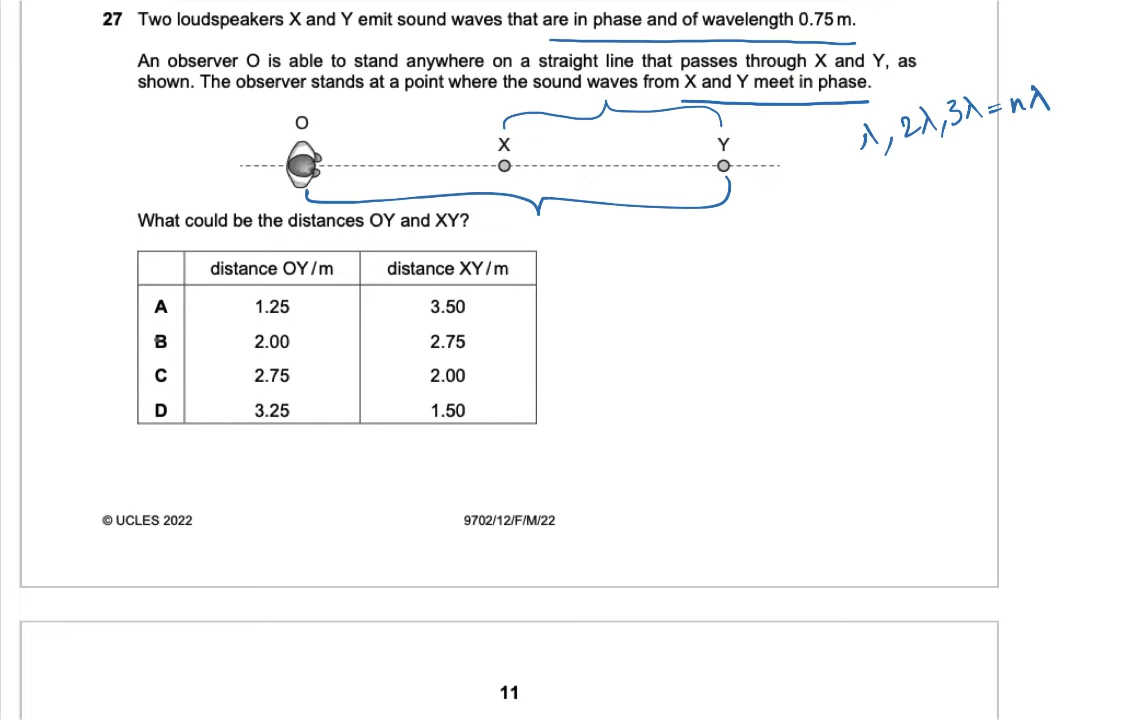 27 Two loudspeakers X and Y emit sound waves that are in phase and of wavelength 0.75 m.
An observer O is able to stand anywhere on a straight line that passes through X and Y, as
shown. The observer stands at a point where the sound waves from X and Y meet in phase.
λ, 2λ, 3λ = nλ
O
X Y
What could be the distances OY and XY?
distance OY / m distance XY / m
A 1.25 3.50
B 2.00 2.75
C 2.75 2.00
D 3.25 1.50
© UCLES 2022 9702/12/F/M/22
11